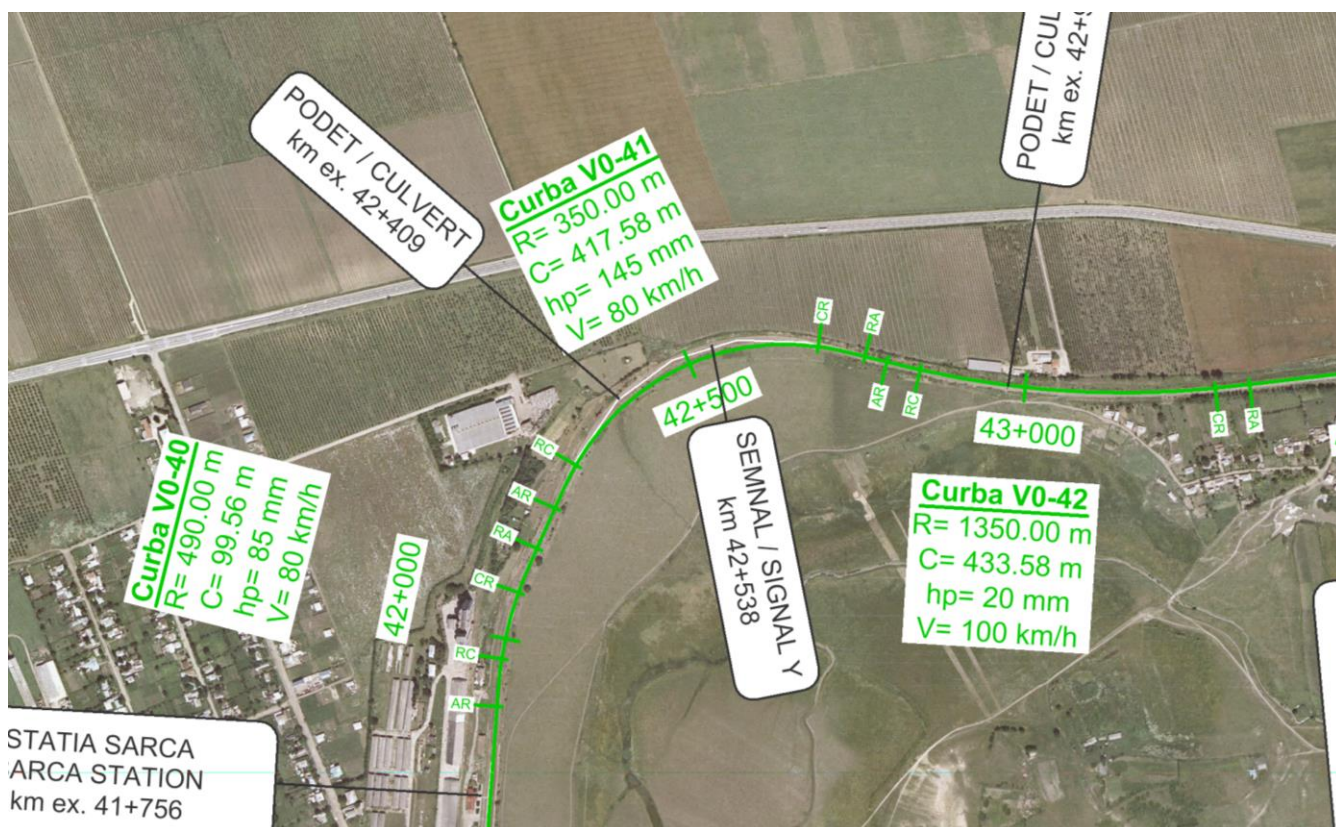 PODET / CULVERT
km ex. 42+409
Curba V0-41
R= 350.00 m
C= 417.58 m
hp= 145 mm
V= 80 km/h
PODET / CUL
km ex. 42+9
CR
RA
AR
RC
42+500
43+000
CR
RA
RC
AR
RA
CR
RC
AR
Curba V0-40
R= 490.00 m
C= 99.56 m
hp= 85 mm
V= 80 km/h
42+000
SEMNAL / SIGNAL Y
km 42+538
Curba V0-42
R= 1350.00 m
C= 433.58 m
hp= 20 mm
V= 100 km/h
STATIA SARCA
ARCA STATION
km ex. 41+756